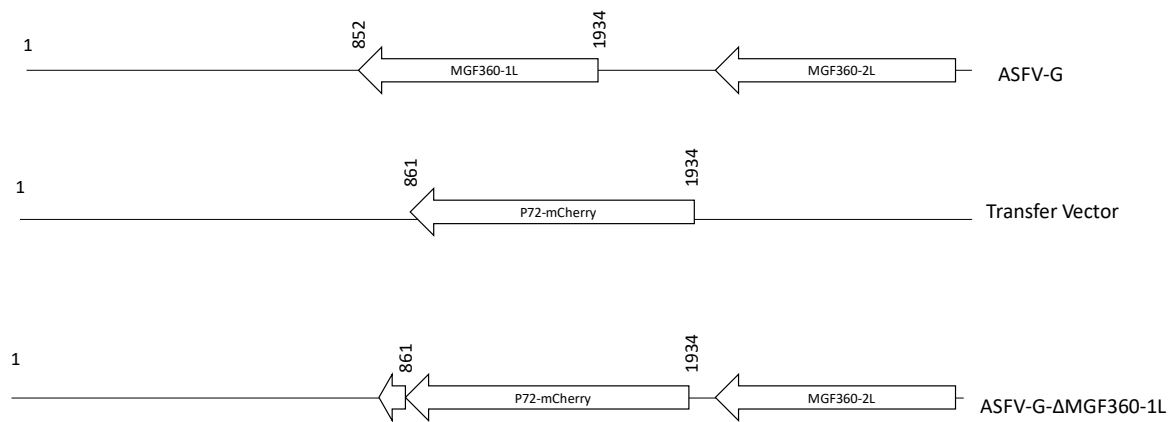 1
852
1934
MGF360-1L
MGF360-2L
ASFV-G
1
861
1934
P72-mCherry
Transfer Vector
1
861
1934
P72-mCherry
MGF360-2L
ASFV-G-ΔMGF360-1L